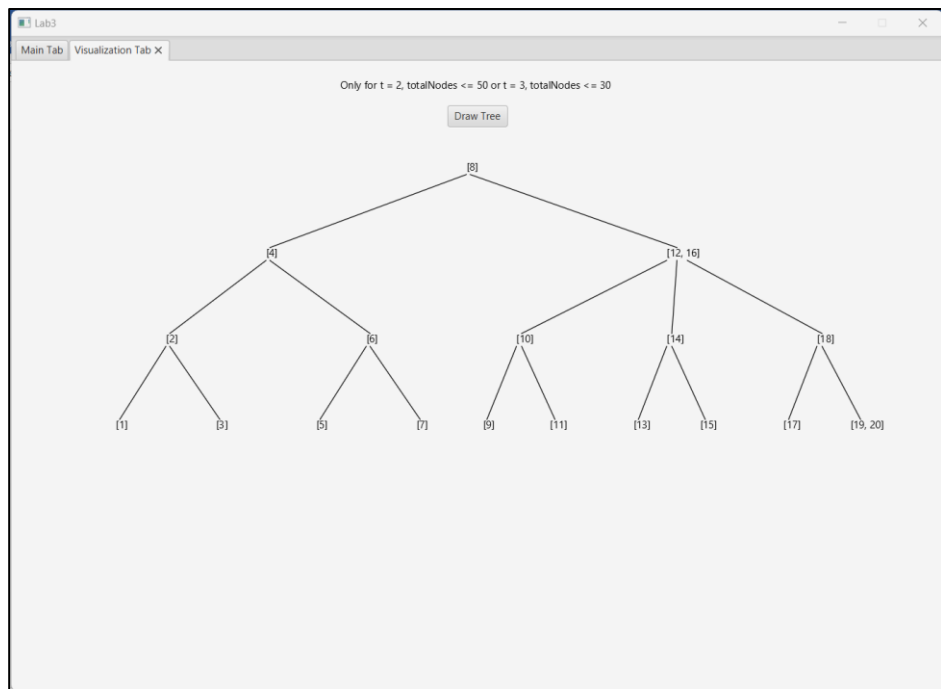 Lab3
Main Tab Visualization Tab
Only for t = 2, totalNodes <= 50 or t = 3, totalNodes <= 30
Draw Tree
[8]
[4] [12, 16]
[2] [6] [10] [14] [18]
[1] [3] [5] [7] [9] [11] [13] [15] [17] [19, 20]